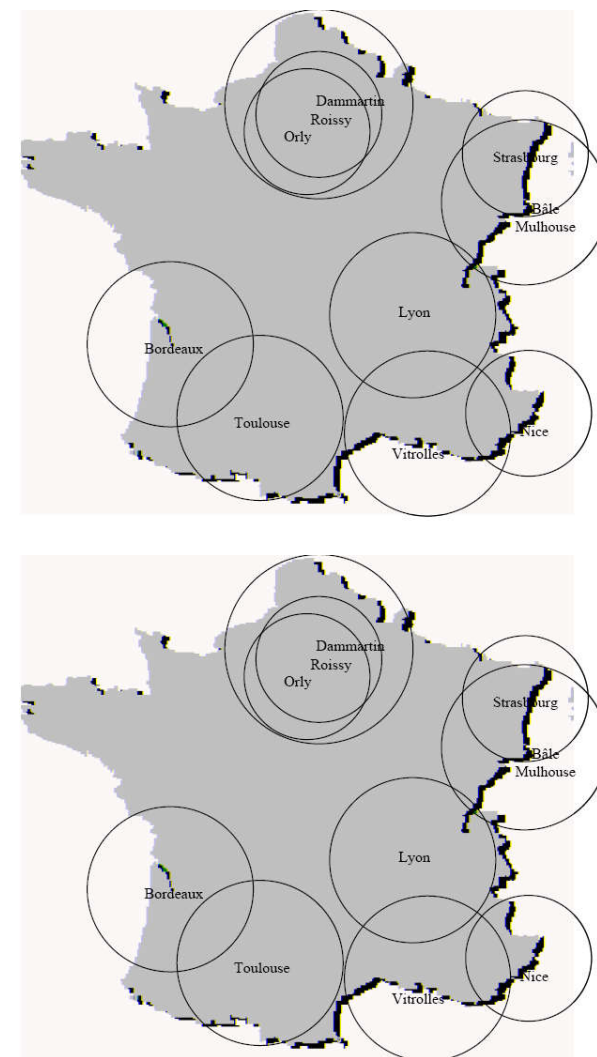 Dammartin
Roissy
Orly
Strasbourg
Bâle
Mulhouse
Lyon
Bordeaux
Toulouse
Nice
Vitrolles
Dammartin
Roissy
Orly
Strasbourg
Bâle
Mulhouse
Lyon
Bordeaux
Toulouse
Nice
Vitrolles